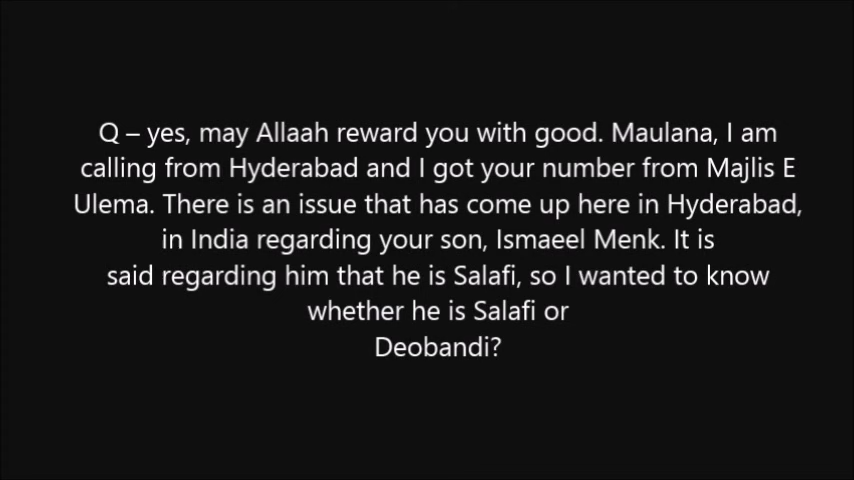 Q – yes, may Allaah reward you with good. Maulana, I am
calling from Hyderabad and I got your number from Majlis E
Ulema. There is an issue that has come up here in Hyderabad,
in India regarding your son, Ismaeel Menk. It is
said regarding him that he is Salafi, so I wanted to know
whether he is Salafi or
Deobandi?